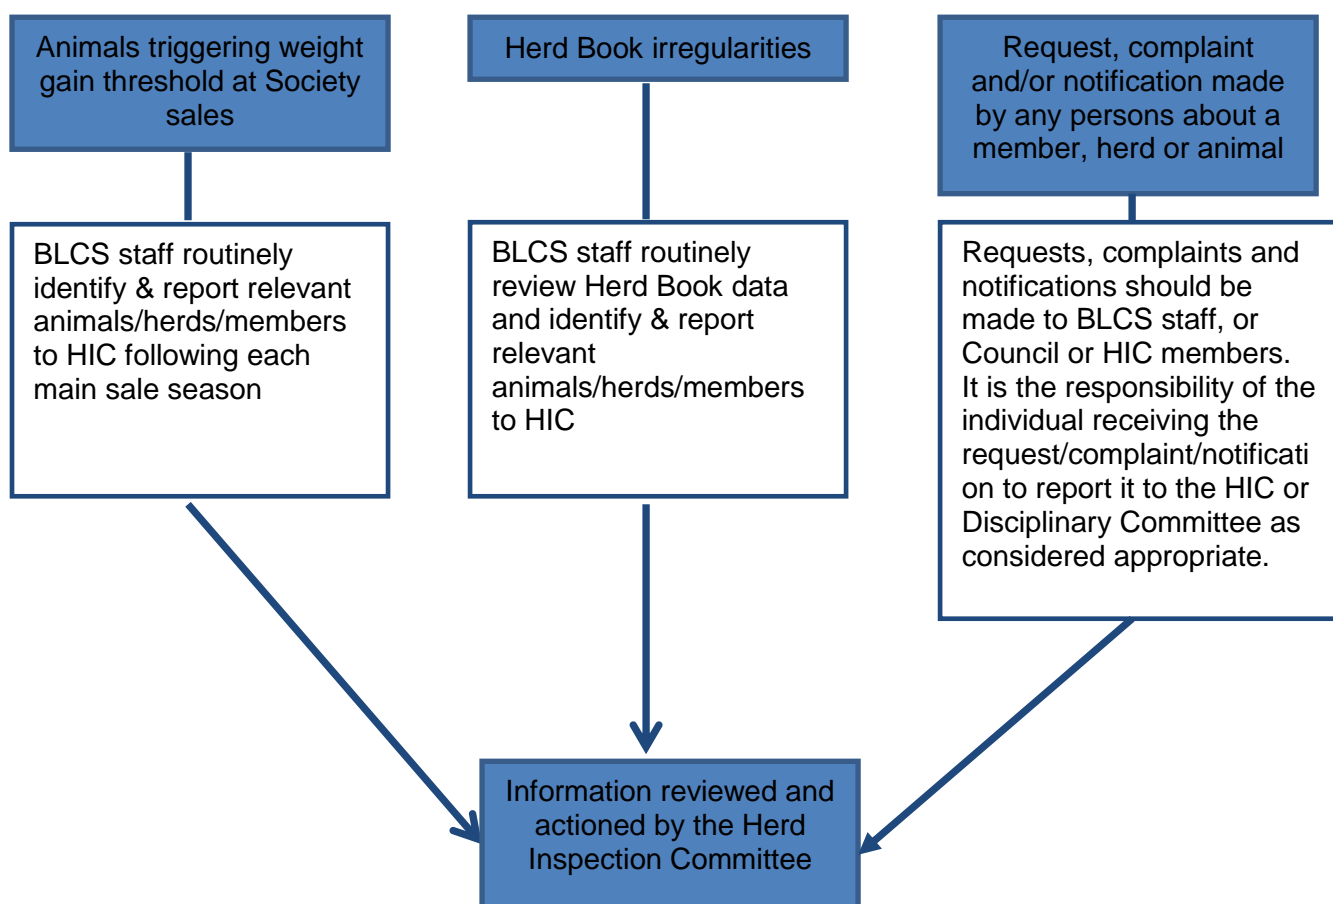 Animals triggering weight
gain threshold at Society
sales
Herd Book irregularities
Request, complaint
and/or notification made
by any persons about a
member, herd or animal
BLCS staff routinely
identify & report relevant
animals/herds/members
to HIC following each
main sale season
BLCS staff routinely
review Herd Book data
and identify & report
relevant
animals/herds/members
to HIC
Requests, complaints and
notifications should be
made to BLCS staff, or
Council or HIC members.
It is the responsibility of the
individual receiving the
request/complaint/notificati
on to report it to the HIC or
Disciplinary Committee as
considered appropriate.
Information reviewed and
actioned by the Herd
Inspection Committee